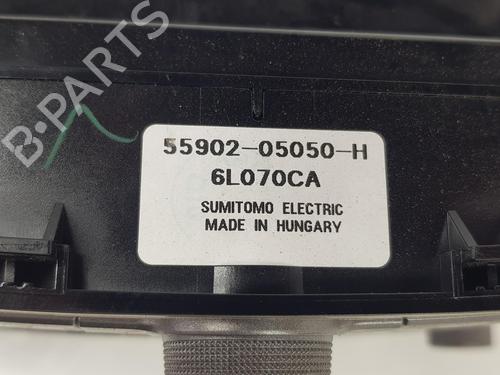 B-PARTS
55902-05050-H
6L070CA
SUMITOMO ELECTRIC
MADE IN HUNGARY